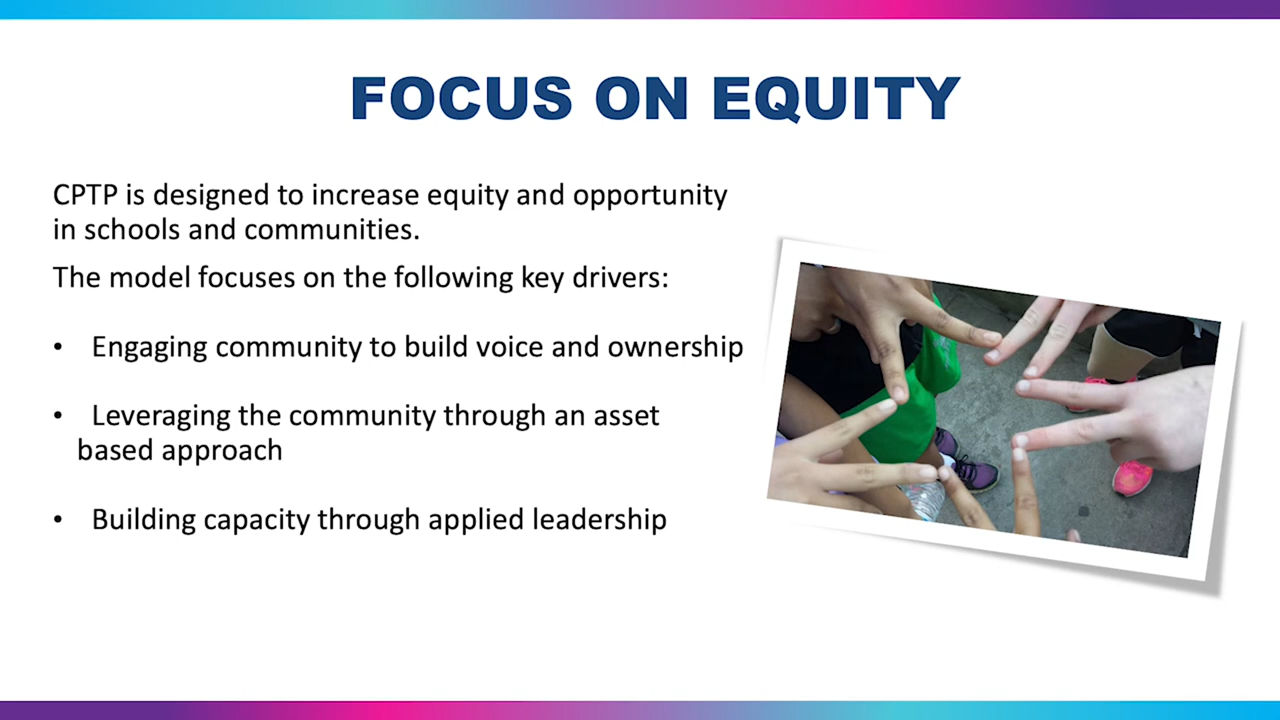 FOCUS ON EQUITY
CPTP is designed to increase equity and opportunity
in schools and communities.
The model focuses on the following key drivers:
• Engaging community to build voice and ownership
• Leveraging the community through an asset
based approach
• Building capacity through applied leadership